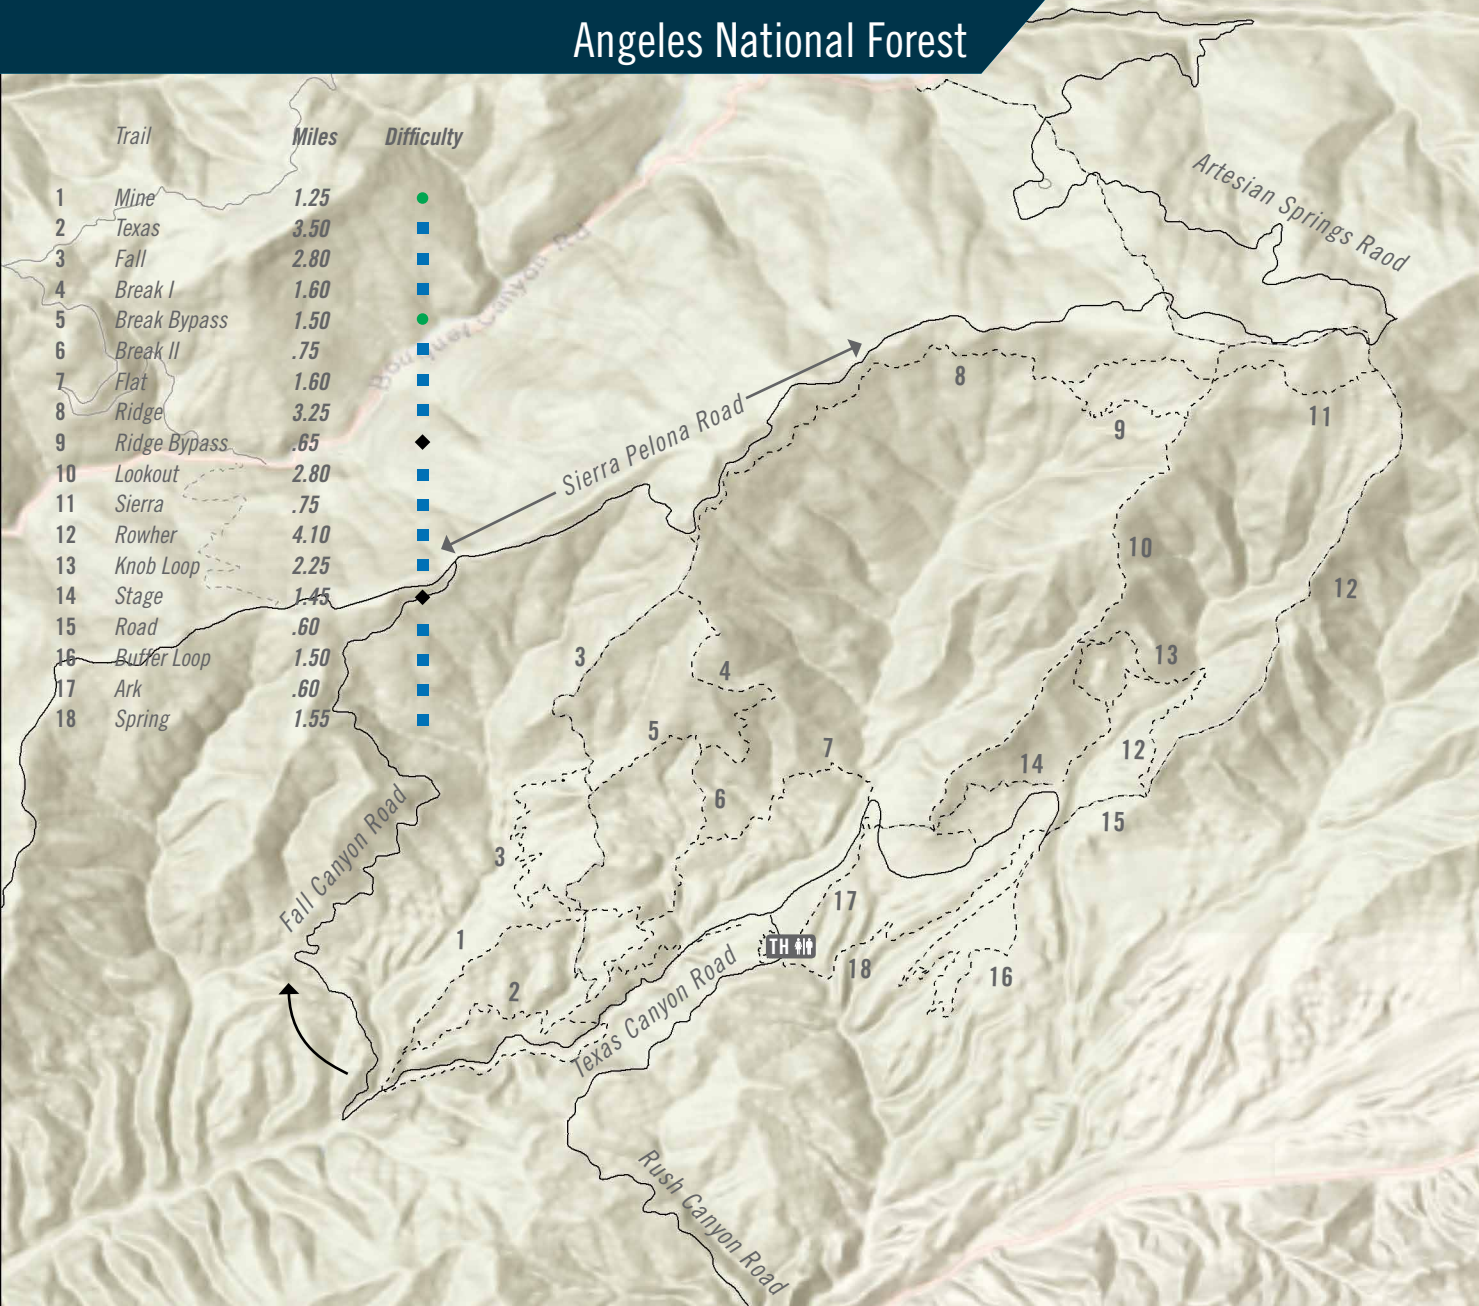 Angeles National Forest
Trail Miles Difficulty
1 Mine 1.25
2 Texas 3.50
3 Fall 2.80
4 Break I 1.60
5 Break Bypass 1.50
6 Break II .75
7 Flat 1.60
8 Ridge 3.25
9 Ridge Bypass .65
10 Lookout 2.80
11 Sierra .75
12 Rowher 4.10
13 Knob Loop 2.25
14 Stage 1.45
15 Road .60
16 Buffer Loop 1.50
17 Ark .60
18 Spring 1.55
Bouquet Canyon Rd
Artesian Springs Raod
Sierra Pelona Road
8
9
11
10
12
3
4
13
5
7
12
14
6
15
3
17
1
18
16
2
Fall Canyon Road
TH
Texas Canyon Road
Rush Canyon Road